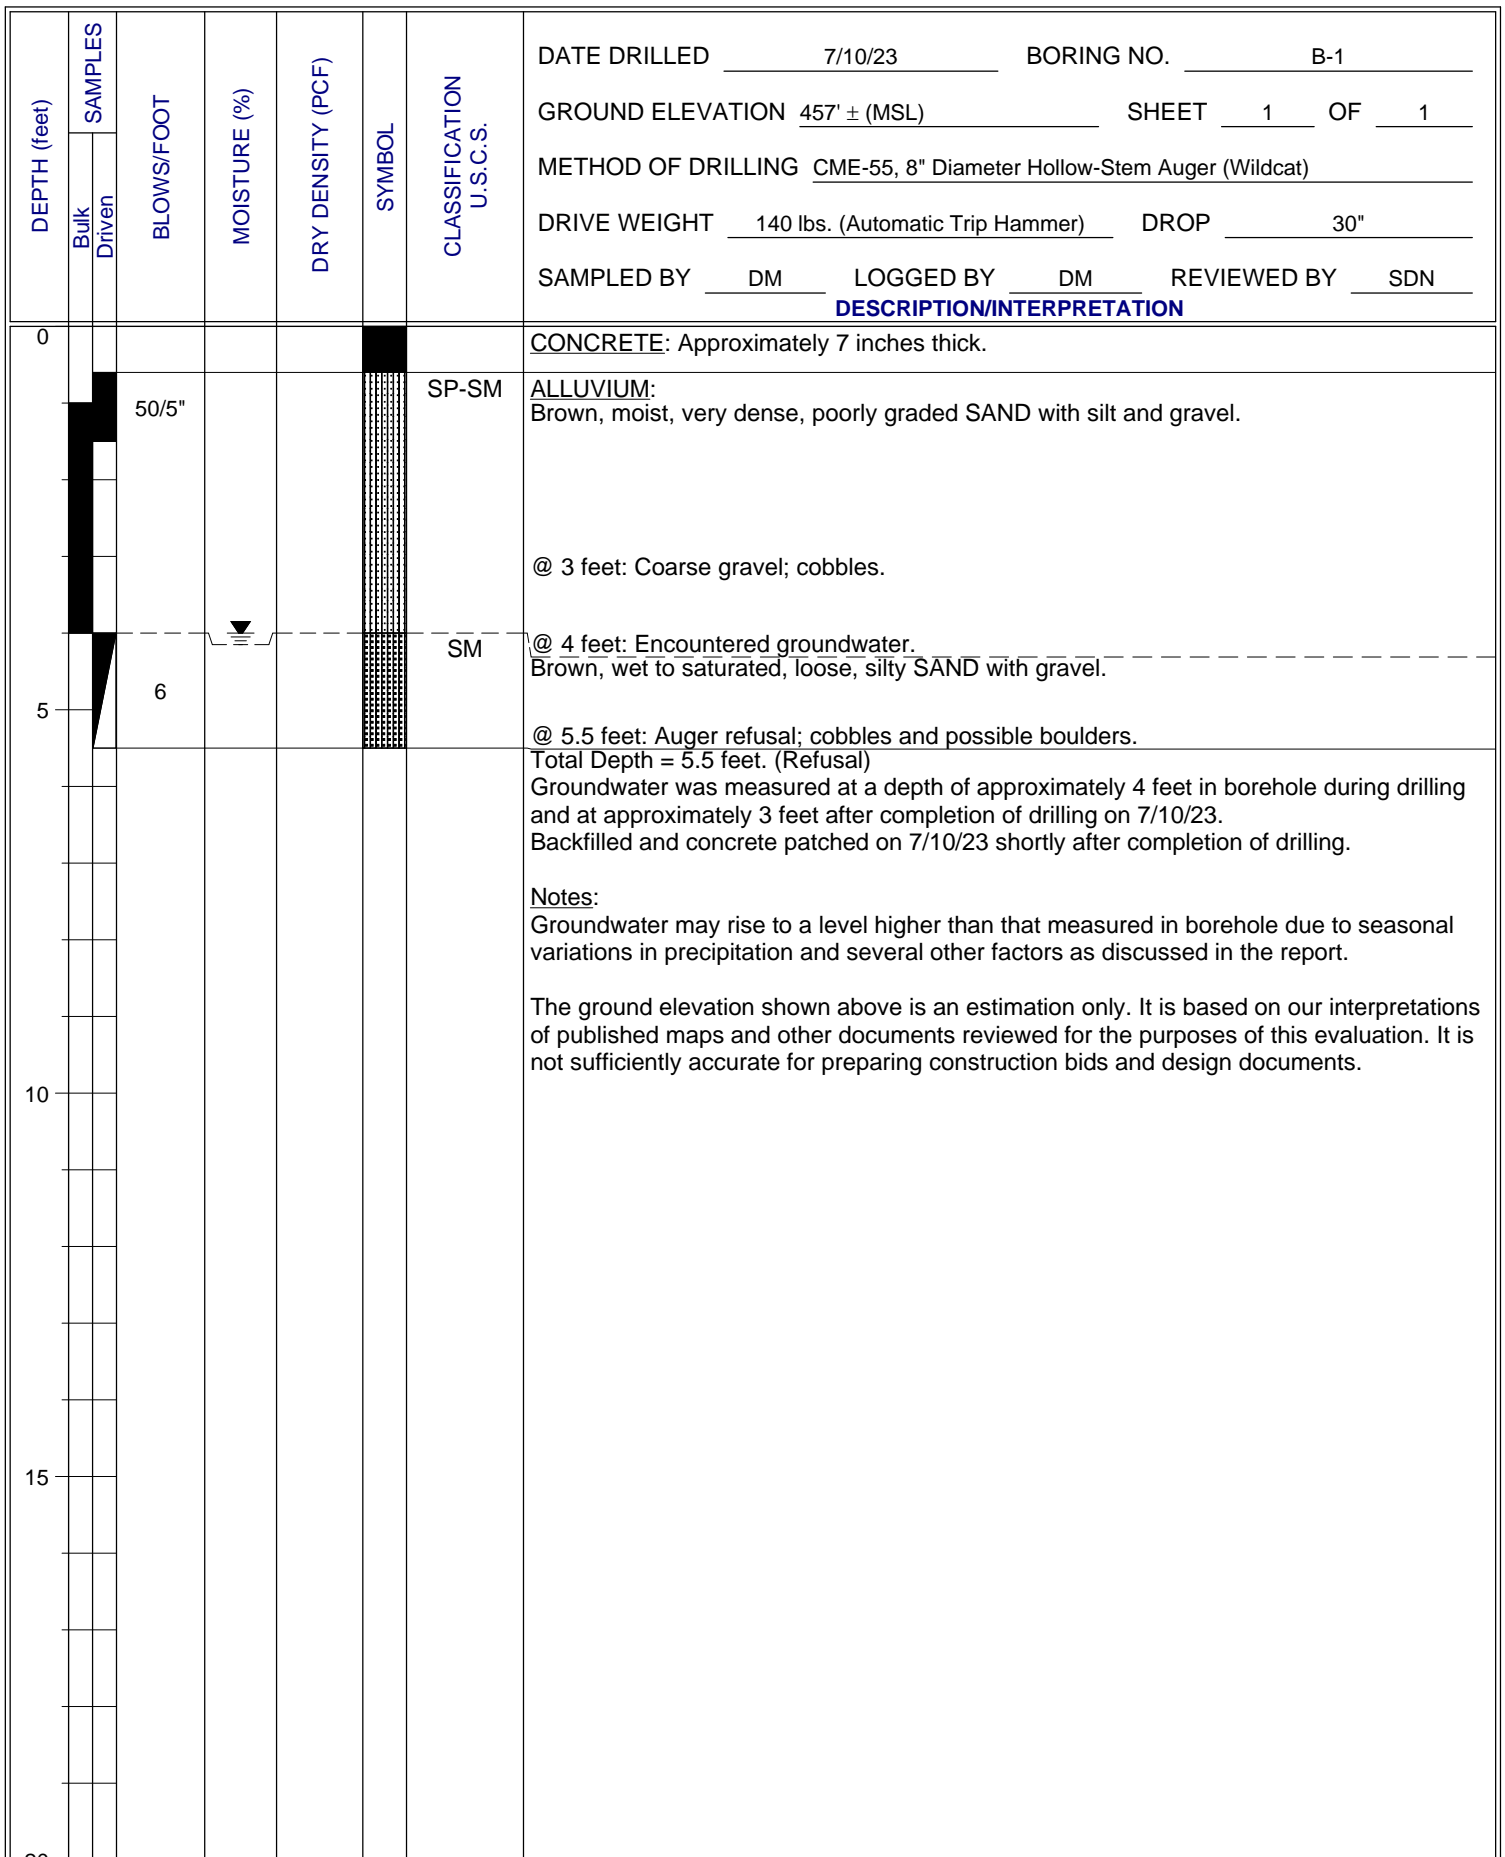 DEPTH (feet)
SAMPLES
Bulk
Driven
BLOWS/FOOT
MOISTURE (%)
DRY DENSITY (PCF)
SYMBOL
CLASSIFICATION
U.S.C.S.
DATE DRILLED 7/10/23 BORING NO. B-1
GROUND ELEVATION 457' ± (MSL) SHEET 1 OF 1
METHOD OF DRILLING CME-55, 8" Diameter Hollow-Stem Auger (Wildcat)
DRIVE WEIGHT 140 lbs. (Automatic Trip Hammer) DROP 30"
SAMPLED BY DM LOGGED BY DM REVIEWED BY SDN
DESCRIPTION/INTERPRETATION
0
CONCRETE: Approximately 7 inches thick.
SP-SM ALLUVIUM:
50/5" Brown, moist, very dense, poorly graded SAND with silt and gravel.
@ 3 feet: Coarse gravel; cobbles.
@ 4 feet: Encountered groundwater.
SM
Brown, wet to saturated, loose, silty SAND with gravel.
6
5
@ 5.5 feet: Auger refusal; cobbles and possible boulders.
Total Depth = 5.5 feet. (Refusal)
Groundwater was measured at a depth of approximately 4 feet in borehole during drilling
and at approximately 3 feet after completion of drilling on 7/10/23.
Backfilled and concrete patched on 7/10/23 shortly after completion of drilling.
Notes:
Groundwater may rise to a level higher than that measured in borehole due to seasonal
variations in precipitation and several other factors as discussed in the report.
The ground elevation shown above is an estimation only. It is based on our interpretations
of published maps and other documents reviewed for the purposes of this evaluation. It is
not sufficiently accurate for preparing construction bids and design documents.
10
15